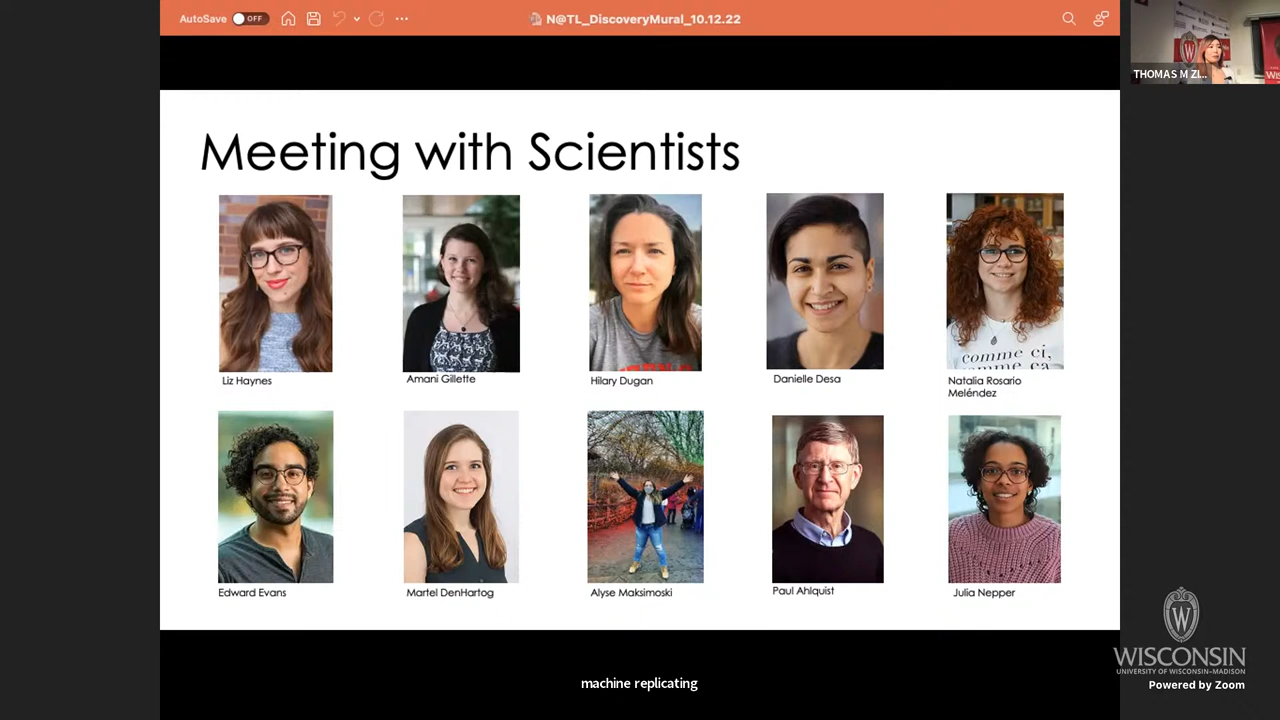 AutoSave OFF
N@TL_DiscoveryMural_10.12.22
THOMAS M ZI...
Meeting with Scientists
Liz Haynes
Amani Gillette
Hilary Dugan
Danielle Desa
Natalia Rosario
Meléndez
comme ci,
comme ça
Edward Evans
Martel DenHartog
Alyse Maksimoski
Paul Ahlquist
Julia Nepper
W
WISCONSIN
UNIVERSITY OF WISCONSIN–MADISON
Powered by Zoom
machine replicating